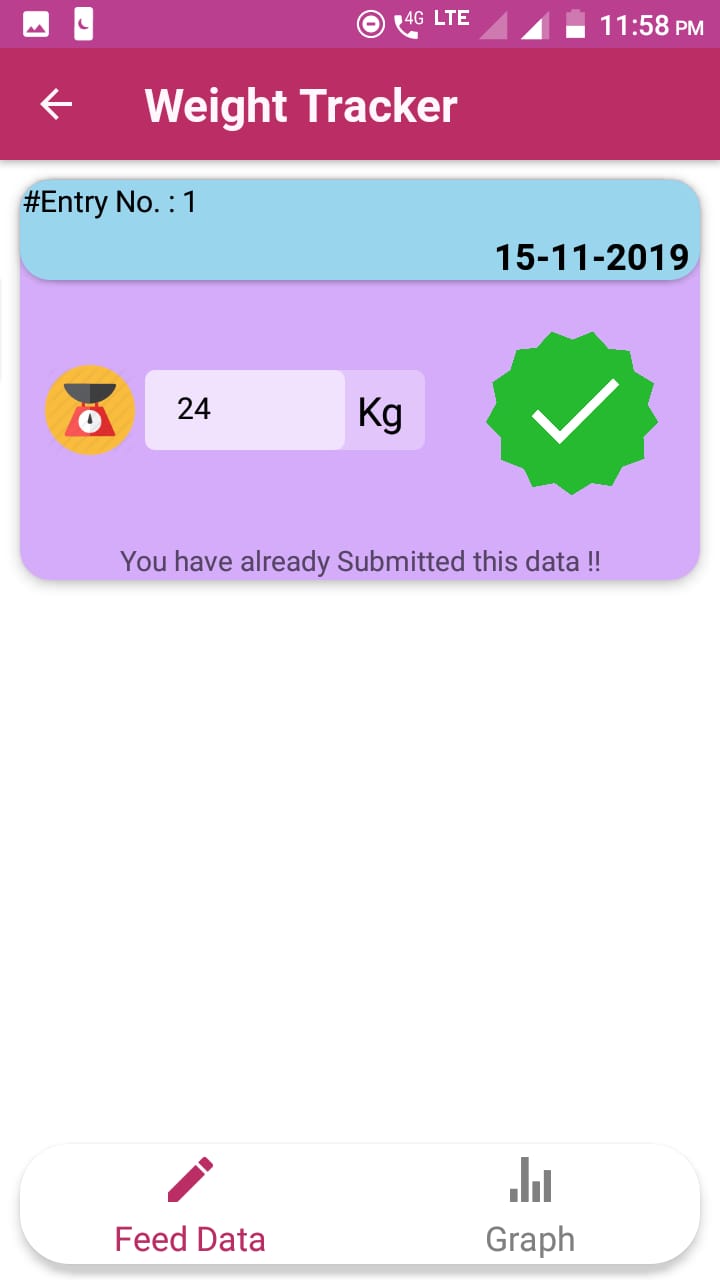 4G LTE 11:58 PM
Weight Tracker
#Entry No. : 1
15-11-2019
24 Kg
You have already Submitted this data !!
Feed Data Graph